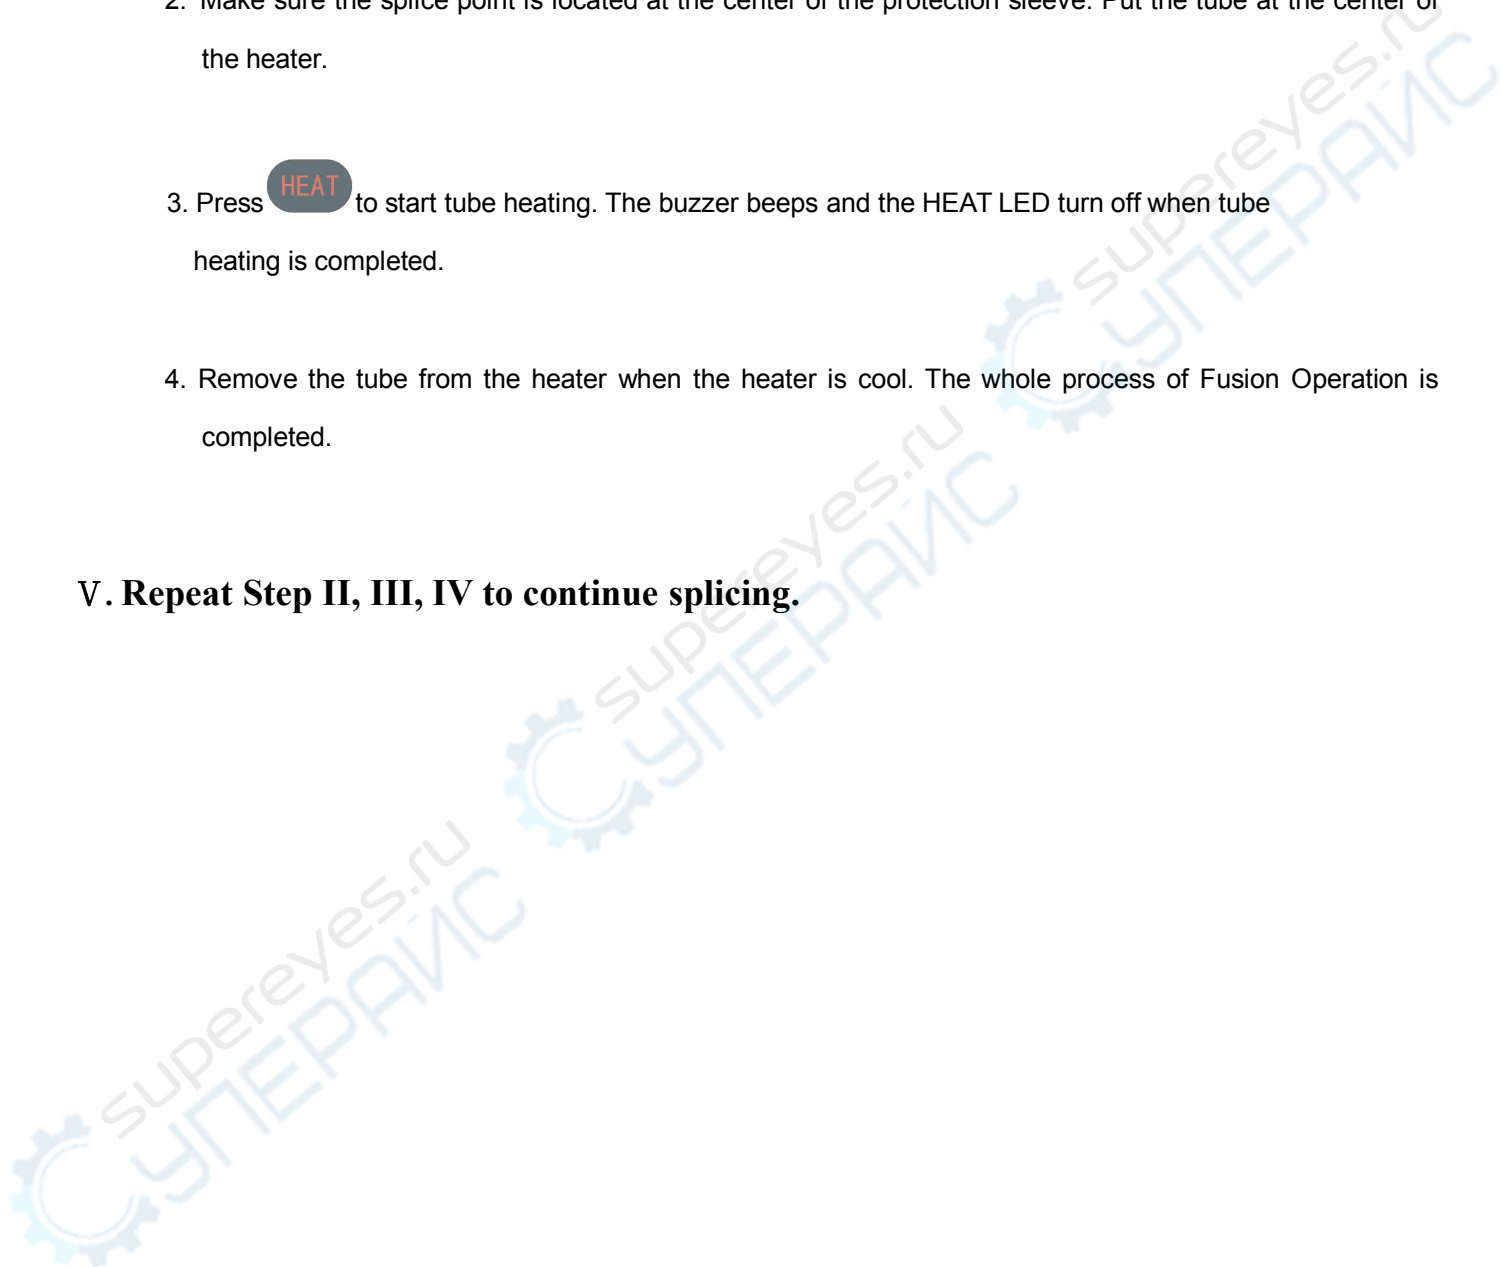 2. Make sure the splice point is located at the center of the protection sleeve. Put the tube at the center of
the heater.
3. Press HEAT to start tube heating. The buzzer beeps and the HEAT LED turn off when tube
heating is completed.
4. Remove the tube from the heater when the heater is cool. The whole process of Fusion Operation is
completed.
V. Repeat Step II, III, IV to continue splicing.
supereyes.ru
СУПЕРАЙС
supereyes.ru
СУПЕРАЙС
supereyes.ru
СУПЕРАЙС